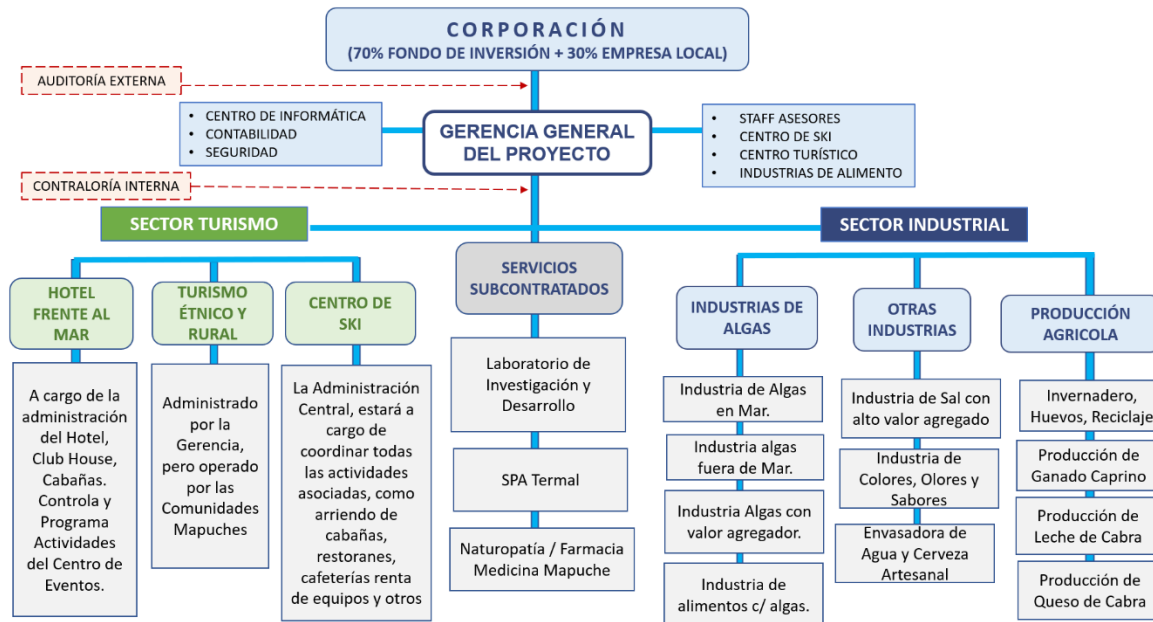 CORPORACIÓN
(70% FONDO DE INVERSIÓN + 30% EMPRESA LOCAL)
AUDITORÍA EXTERNA
• CENTRO DE INFORMÁTICA
• CONTABILIDAD
• SEGURIDAD
GERENCIA GENERAL
DEL PROYECTO
• STAFF ASESORES
• CENTRO DE SKI
• CENTRO TURÍSTICO
• INDUSTRIAS DE ALIMENTO
CONTRALORÍA INTERNA
SECTOR TURISMO
SECTOR INDUSTRIAL
HOTEL
FRENTE AL
MAR
A cargo de la
administración
del Hotel,
Club House,
Cabañas.
Controla y
Programa
Actividades
del Centro de
Eventos.
TURISMO
ÉTNICO Y
RURAL
Administrado
por la
Gerencia,
pero operado
por las
Comunidades
Mapuches
CENTRO DE
SKI
La Administración
Central, estará a
cargo de
coordinar todas
las actividades
asociadas, como
arriendo de
cabañas,
restoranes,
cafeterías renta
de equipos y otros
SERVICIOS
SUBCONTRATADOS
Laboratorio de
Investigación y
Desarrollo
SPA Termal
Naturopatía / Farmacia
Medicina Mapuche
INDUSTRIAS DE
ALGAS
Industria de Algas
en Mar.
Industria algas
fuera de Mar.
Industria Algas con
valor agregador.
Industria de
alimentos c/ algas.
OTRAS
INDUSTRIAS
Industria de Sal con
alto valor agregado
Industria de
Colores, Olores y
Sabores
Envasadora de
Agua y Cerveza
Artesanal
PRODUCCIÓN
AGRICOLA
Invernadero,
Huevos, Reciclaje
Producción de
Ganado Caprino
Producción de
Leche de Cabra
Producción de
Queso de Cabra